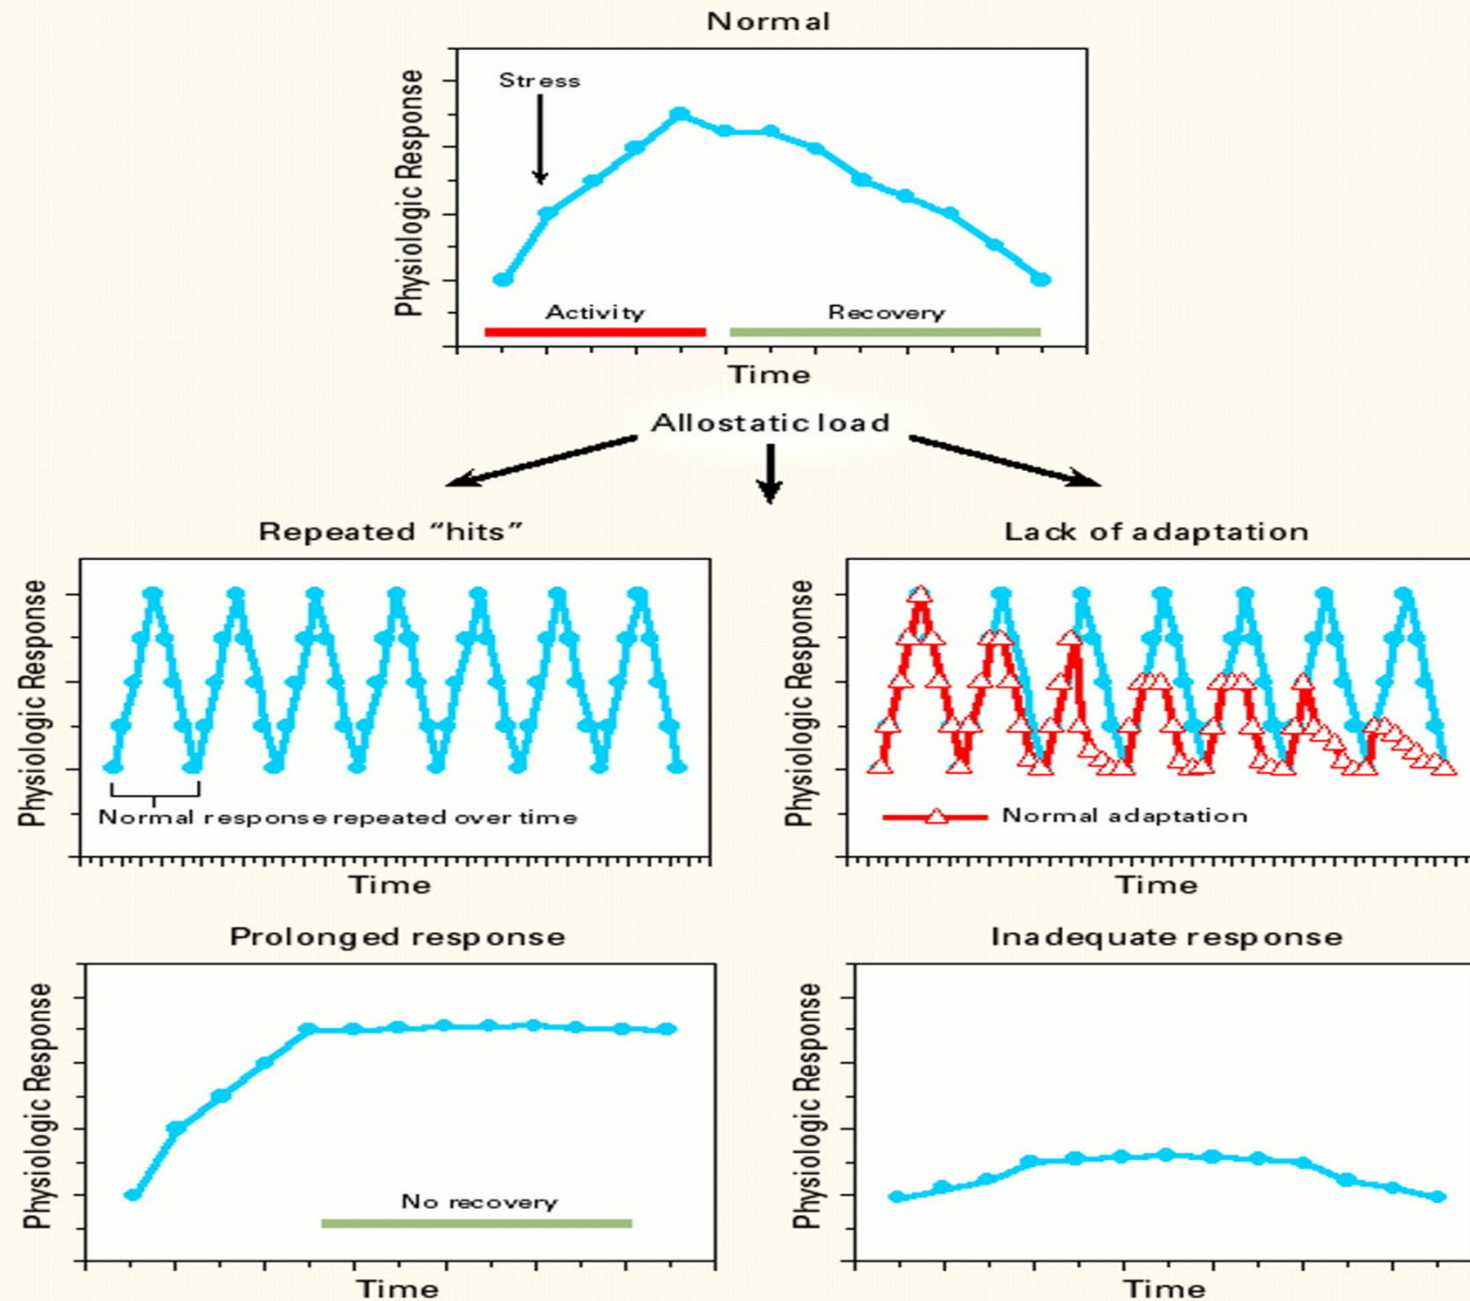 Normal
Stress
Physiologic Response
Activity
Recovery
Time
Allostatic load
Repeated “hits”
Physiologic Response
Normal response repeated over time
Time
Lack of adaptation
Physiologic Response
Normal adaptation
Time
Prolonged response
Physiologic Response
No recovery
Time
Inadequate response
Physiologic Response
Time